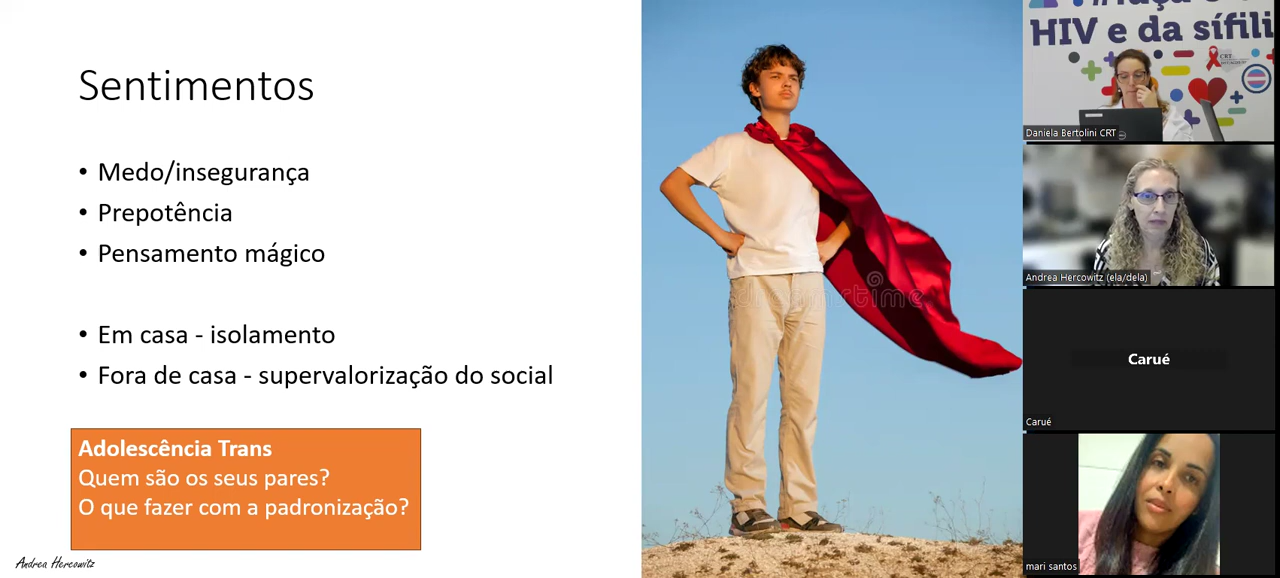 Sentimentos
• Medo/insegurança
• Prepotência
• Pensamento mágico
• Em casa - isolamento
• Fora de casa - supervalorização do social
Adolescência Trans
Quem são os seus pares?
O que fazer com a padronização?
Andrea Hercowitz
dreamstime
HIV e da sífili
CRT
Daniela Bertolini CRT
Andrea Hercowitz (ela/dela)
Carué
Carué
mari santos